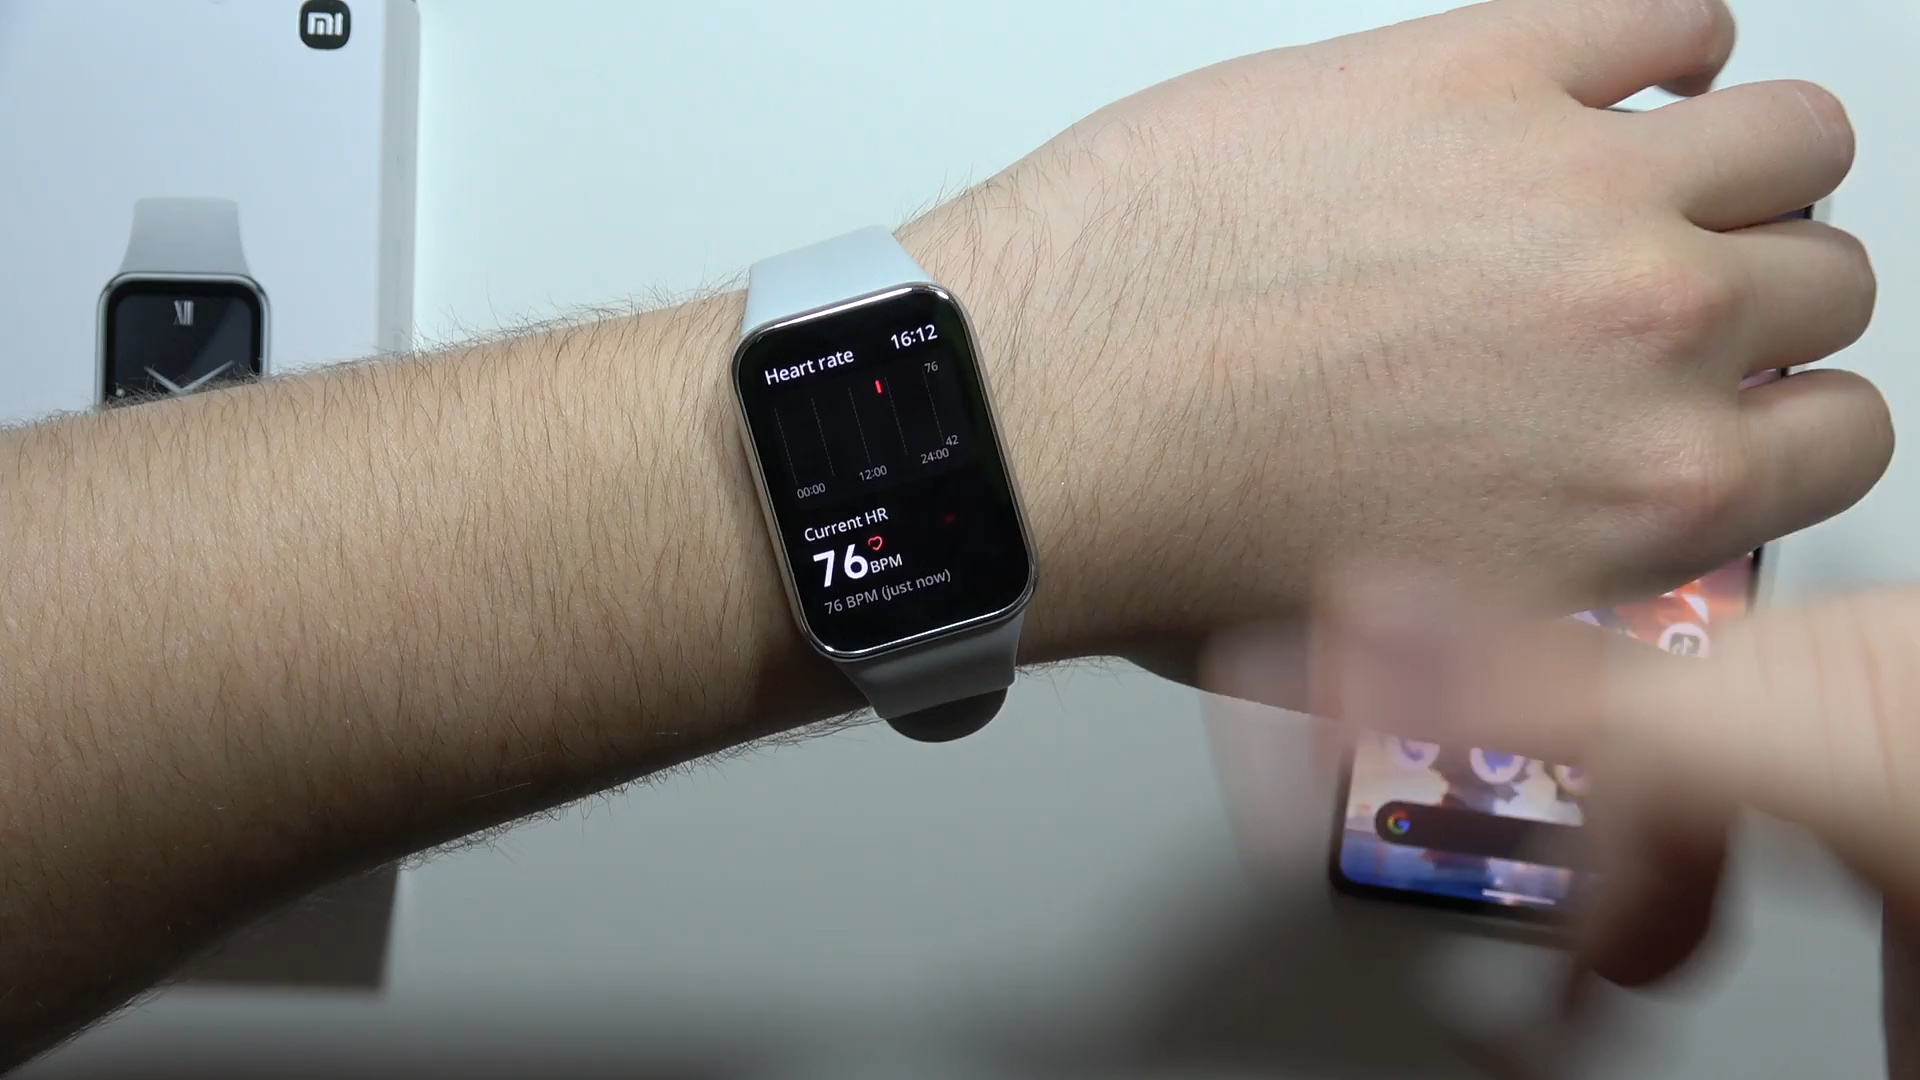 mi
XII
16:12
Heart rate
76
42
00:00
12:00
24:00
Current HR
76 BPM
76 BPM (just now)
G